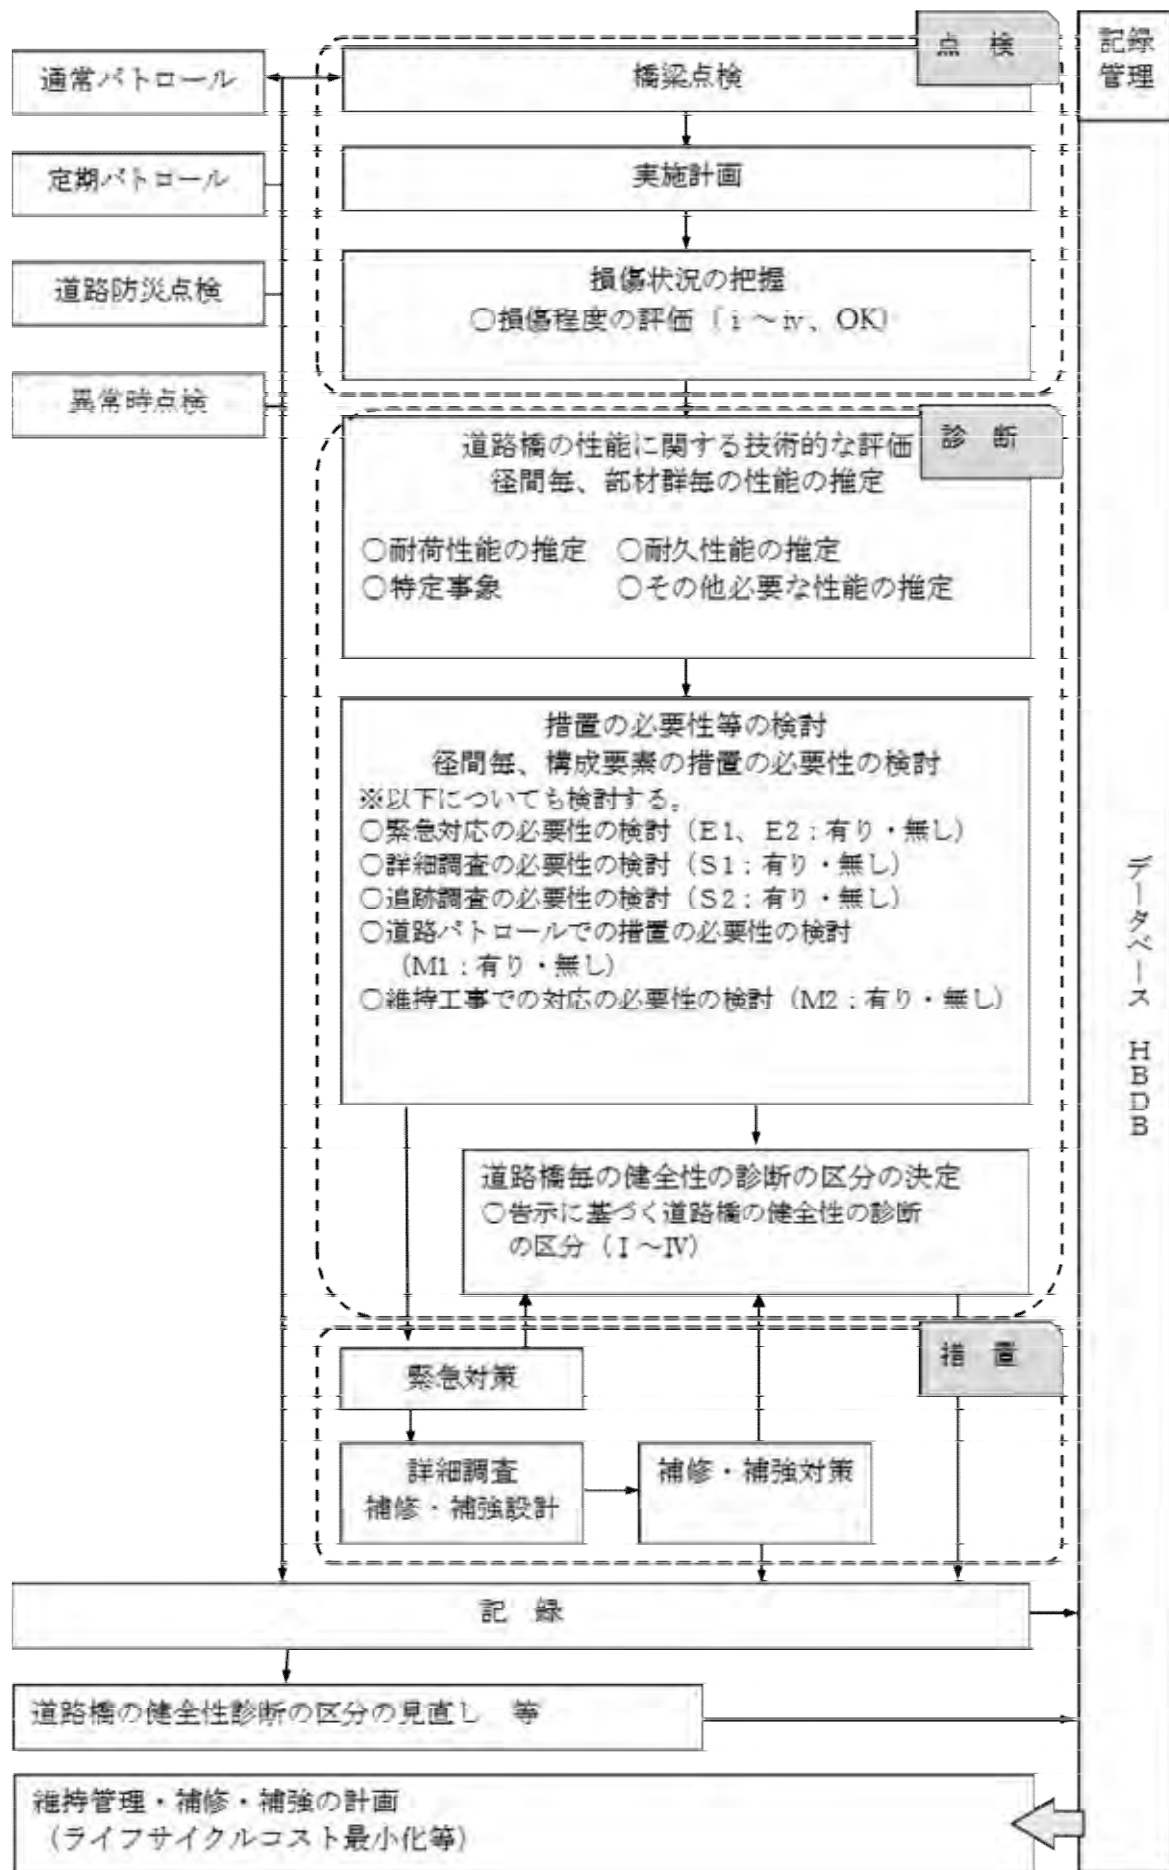 点 検
記録
管理
通常パトロール
橋梁点検
定期パトロール
実施計画
道路防災点検
損傷状況の把握
○損傷程度の評価「ⅰ～ⅳ、OK）
異常時点検
診 断
道路橋の性能に関する技術的な評価
径間毎、部材群毎の性能の推定
○耐荷性能の推定 ○耐久性能の推定
○特定事象 ○その他必要な性能の推定
措置の必要性等の検討
径間毎、構成要素の措置の必要性の検討
※以下についても検討する。
○緊急対応の必要性の検討（E1、E2：有り・無し）
○詳細調査の必要性の検討（S1：有り・無し）
○追跡調査の必要性の検討（S2：有り・無し）
○道路パトロールでの措置の必要性の検討
（M1：有り・無し）
○維持工事での対応の必要性の検討（M2：有り・無し）
データベース HBDB
道路橋毎の健全性の診断の区分の決定
○告示に基づく道路橋の健全性の診断
の区分（Ⅰ～Ⅳ）
措 置
緊急対策
詳細調査
補修・補強設計
補修・補強対策
記 録
道路橋の健全性診断の区分の見直し 等
維持管理・補修・補強の計画
（ライフサイクルコスト最小化等）